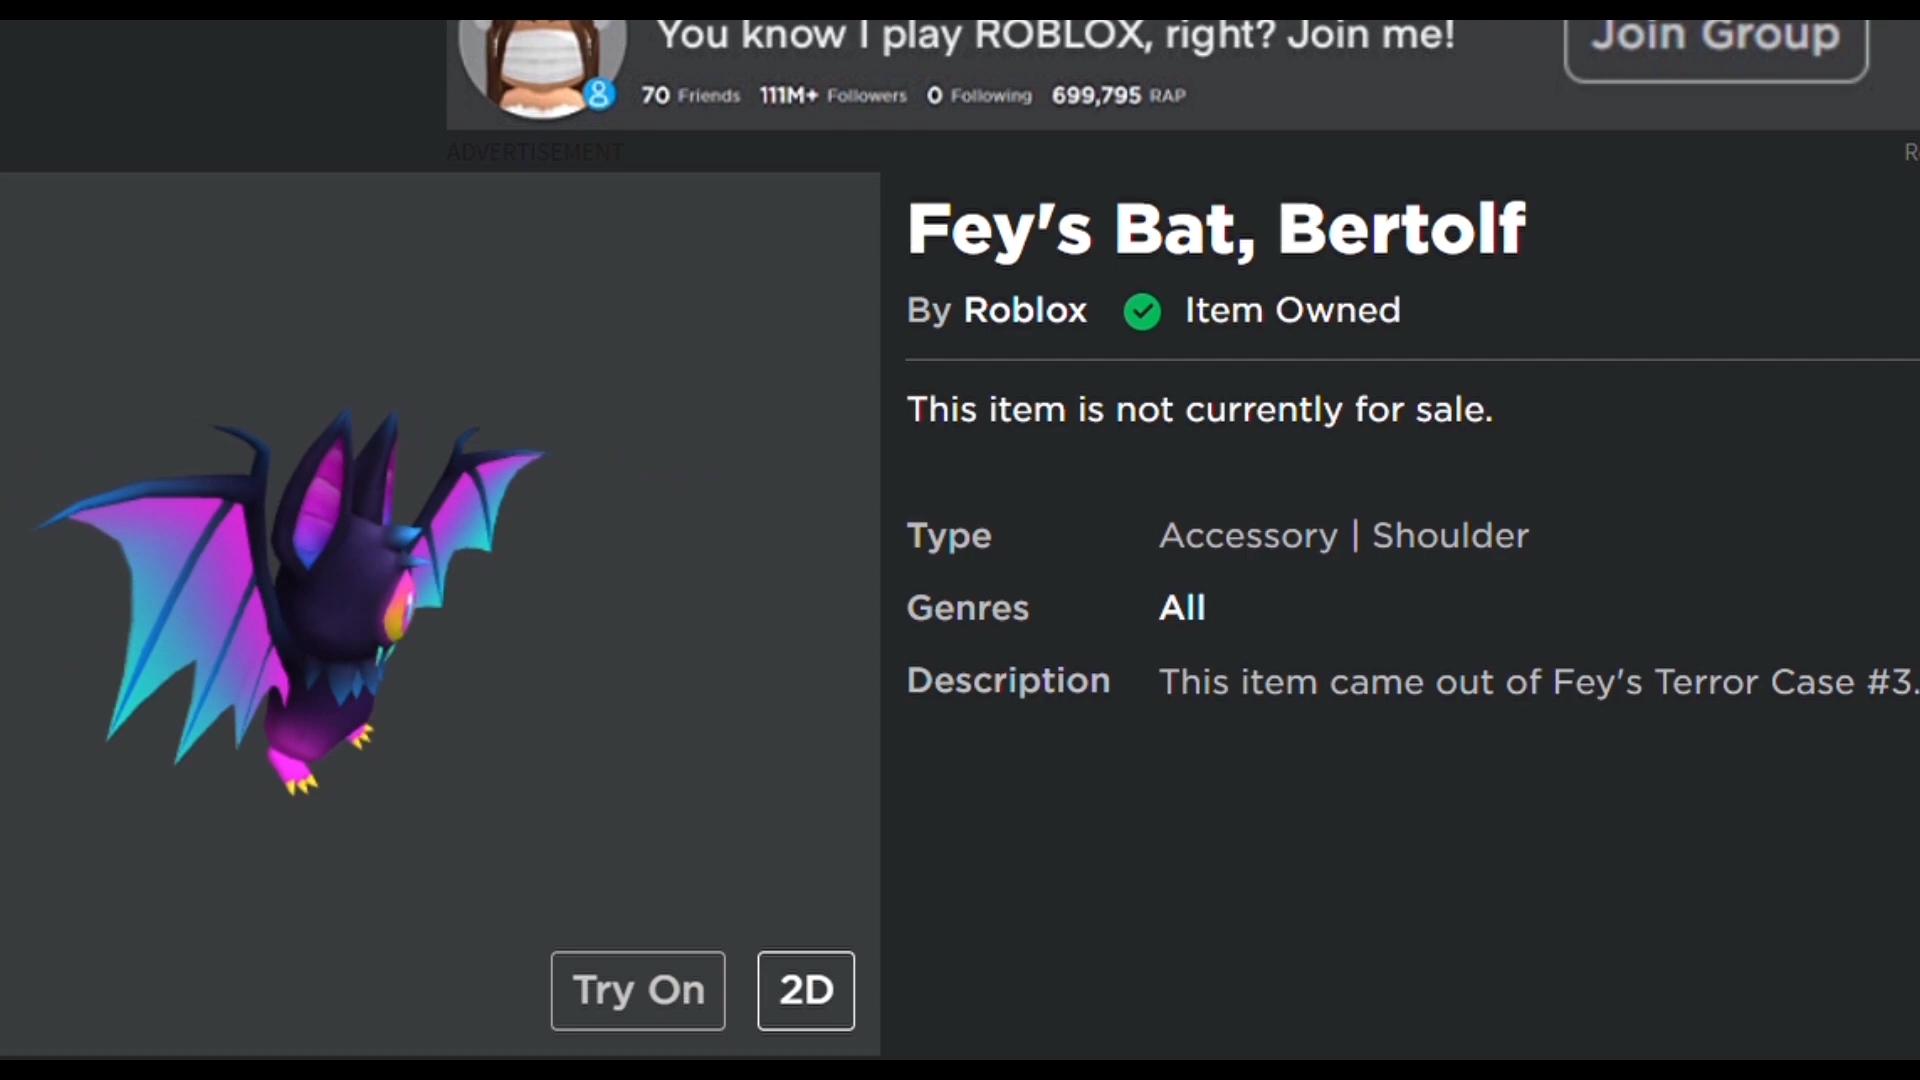 You know I play ROBLOX, right? Join me!
Join Group
70 Friends 111M+ Followers 0 Following 699,795 RAP
ADVERTISEMENT
Fey's Bat, Bertolf
By Roblox Item Owned
This item is not currently for sale.
Type Accessory | Shoulder
Genres All
Description This item came out of Fey's Terror Case #3.
Try On 2D